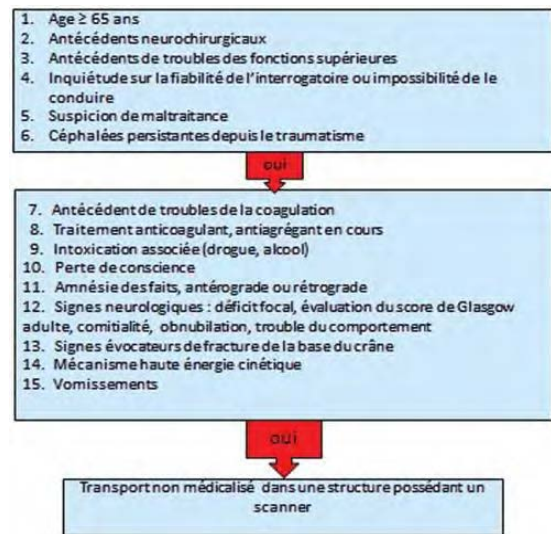 1. Age ≥ 65 ans
2. Antécédents neurochirurgicaux
3. Antécédents de troubles des fonctions supérieures
4. Inquiétude sur la fiabilité de l'interrogatoire ou impossibilité de le
conduire
5. Suspicion de maltraitance
6. Céphalées persistantes depuis le traumatisme
oui
7. Antécédent de troubles de la coagulation
8. Traitement anticoagulant, antiagrégant en cours
9. Intoxication associée (drogue, alcool)
10. Perte de conscience
11. Amnésie des faits, antérograde ou rétrograde
12. Signes neurologiques : déficit focal, évaluation du score de Glasgow
adulte, comitialité, obnubilation, trouble du comportement
13. Signes évocateurs de fracture de la base du crâne
14. Mécanisme haute énergie cinétique
15. Vomissements
oui
Transport non médicalisé dans une structure possédant un
scanner